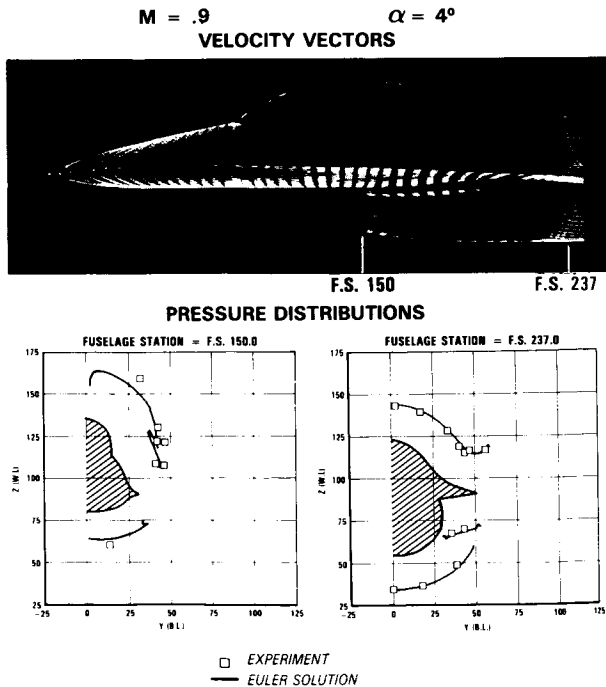 M = .9 α = 4°
VELOCITY VECTORS
F.S. 150 F.S. 237
PRESSURE DISTRIBUTIONS
FUSELAGE STATION = F.S. 150.0
175
150
125
100
75
50
25
Z (W.L)
-25 0 25 50 75 100 125
Y (B.L.)
FUSELAGE STATION = F.S. 237.0
175
150
125
100
75
50
25
Z (W.L)
-25 0 25 50 75 100 125
Y (B.L.)
EXPERIMENT
EULER SOLUTION